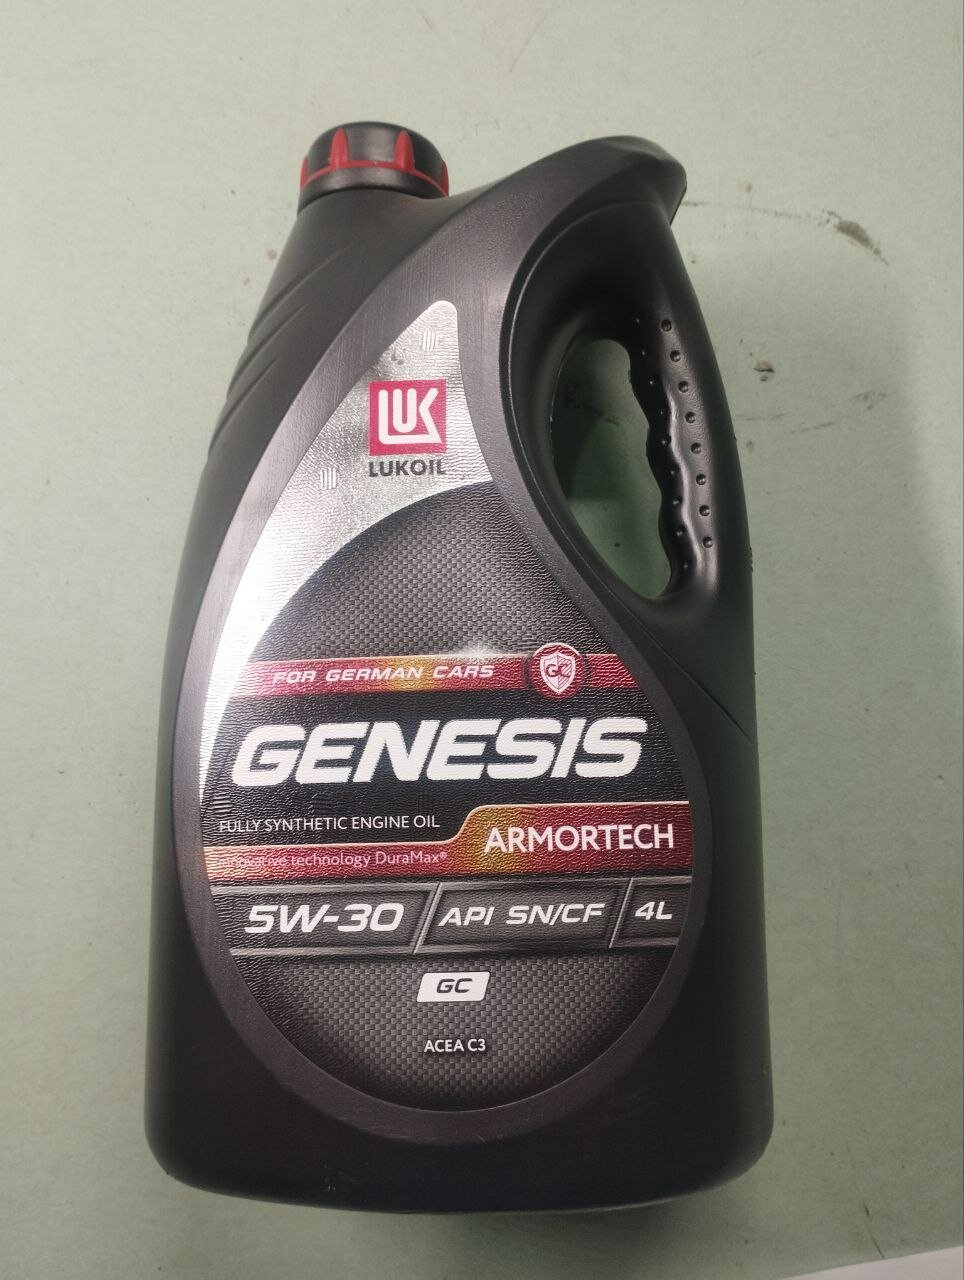 LUK
LUKOIL
FOR GERMAN CARS
GC
GENESIS
FULLY SYNTHETIC ENGINE OIL
ARMORTECH
innovative technology DuraMax®
5W-30
API SN/CF
4L
GC
ACEA C3